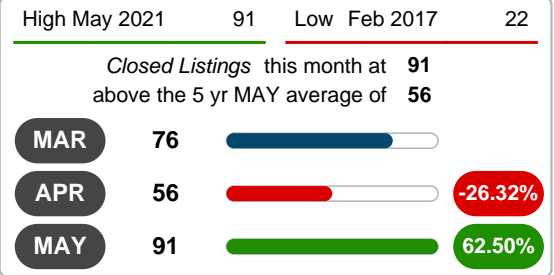 High May 2021 91 Low Feb 2017 22
Closed Listings this month at 91
above the 5 yr MAY average of 56
MAR 76
APR 56 -26.32%
MAY 91 62.50%